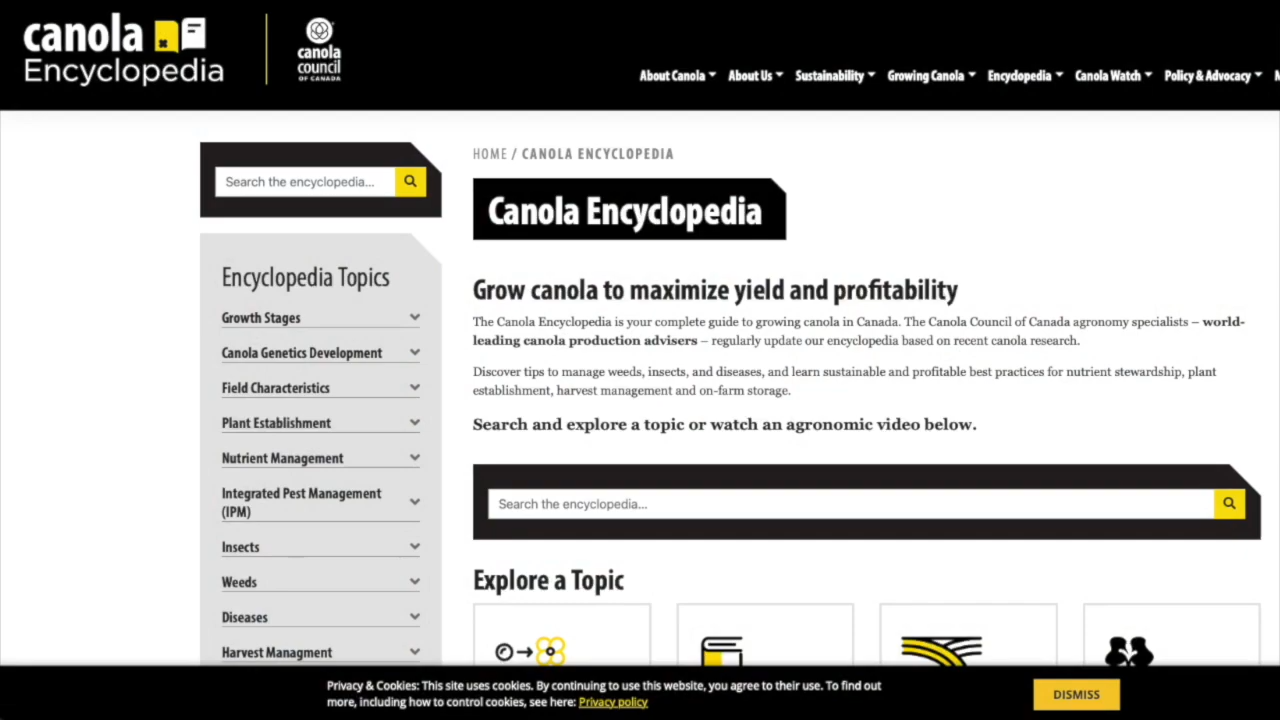 canola
Encyclopedia
canola
council
OF CANADA
About Canola
About Us
Sustainability
Growing Canola
Encyclopedia
Canola Watch
Policy & Advocacy
Search the encyclopedia...
Encyclopedia Topics
Growth Stages
Canola Genetics Development
Field Characteristics
Plant Establishment
Nutrient Management
Integrated Pest Management
(IPM)
Insects
Weeds
Diseases
Harvest Managment
HOME / CANOLA ENCYCLOPEDIA
Canola Encyclopedia
Grow canola to maximize yield and profitability
The Canola Encyclopedia is your complete guide to growing canola in Canada. The Canola Council of Canada agronomy specialists – world-
leading canola production advisers – regularly update our encyclopedia based on recent canola research.
Discover tips to manage weeds, insects, and diseases, and learn sustainable and profitable best practices for nutrient stewardship, plant
establishment, harvest management and on-farm storage.
Search and explore a topic or watch an agronomic video below.
Search the encyclopedia...
Explore a Topic
Privacy & Cookies: This site uses cookies. By continuing to use this website, you agree to their use. To find out
more, including how to control cookies, see here: Privacy policy
DISMISS